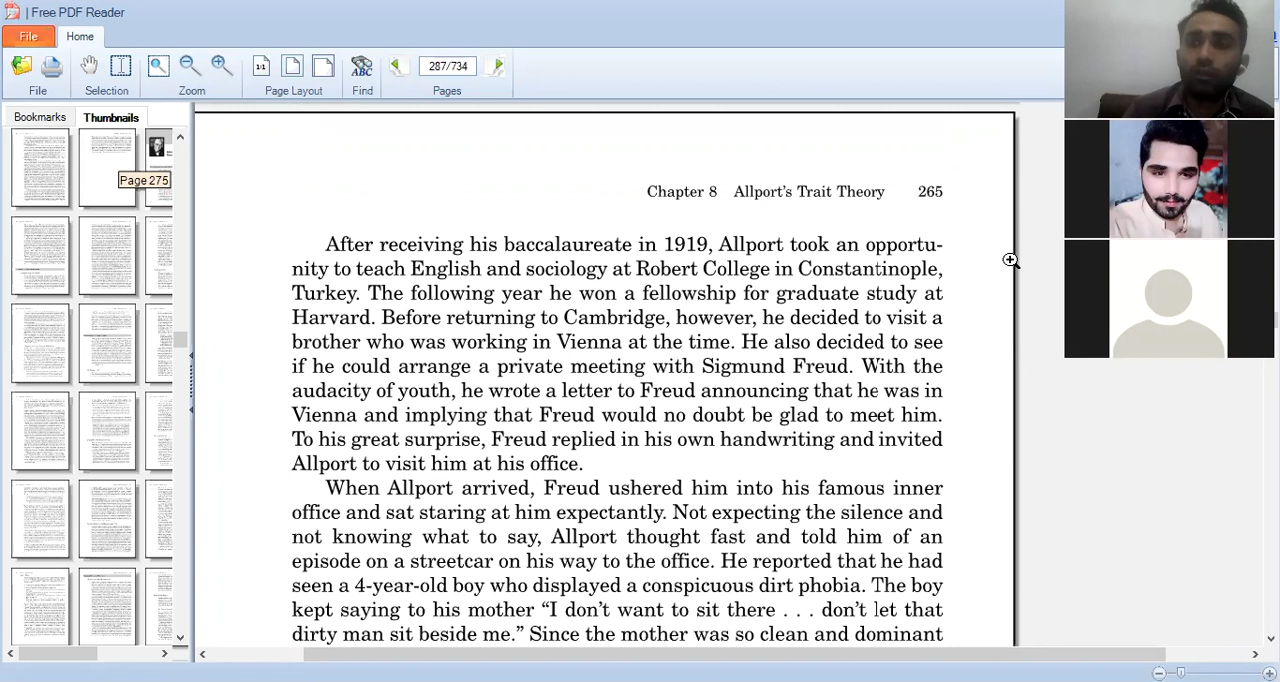 | Free PDF Reader
File
Home
287/734
1:1
ABC
File
Selection
Zoom
Page Layout
Find
Pages
Bookmarks
Thumbnails
Page 275
Chapter 8 Allport's Trait Theory 265
After receiving his baccalaureate in 1919, Allport took an opportu-
nity to teach English and sociology at Robert College in Constantinople,
Turkey. The following year he won a fellowship for graduate study at
Harvard. Before returning to Cambridge, however, he decided to visit a
brother who was working in Vienna at the time. He also decided to see
if he could arrange a private meeting with Sigmund Freud. With the
audacity of youth, he wrote a letter to Freud announcing that he was in
Vienna and implying that Freud would no doubt be glad to meet him.
To his great surprise, Freud replied in his own handwriting and invited
Allport to visit him at his office.
When Allport arrived, Freud ushered him into his famous inner
office and sat staring at him expectantly. Not expecting the silence and
not knowing what to say, Allport thought fast and told him of an
episode on a streetcar on his way to the office. He reported that he had
seen a 4-year-old boy who displayed a conspicuous dirt phobia. The boy
kept saying to his mother “I don’t want to sit there . . . don’t let that
dirty man sit beside me.” Since the mother was so clean and dominant